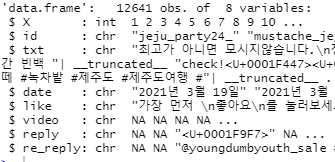 'data.frame':   12641 obs. of  8 variables:
 $ X       : int  1 2 3 4 5 6 7 8 9 10 ...
 $ id      : chr  "jeju_party24_" "mustache_je
 $ txt     : chr  "최고가 아니면 모시지않습니다.\n정
간 빈백 "| __truncated__ "check!<U+0001F447><U+
떼 #녹차밭 #제주도 #제주도여행 #"| __truncated__
 $ date    : chr  "2021년 3월 19일" "2021년 3월
 $ like    : chr  "가장 먼저 \n좋아요\n를 눌러보세.
 $ video   : chr  NA NA NA NA ...
 $ reply   : chr  NA NA "<U+0001F9F7>" NA ...
 $ re_reply: chr  NA NA "@youngdumbyouth_sale #
>